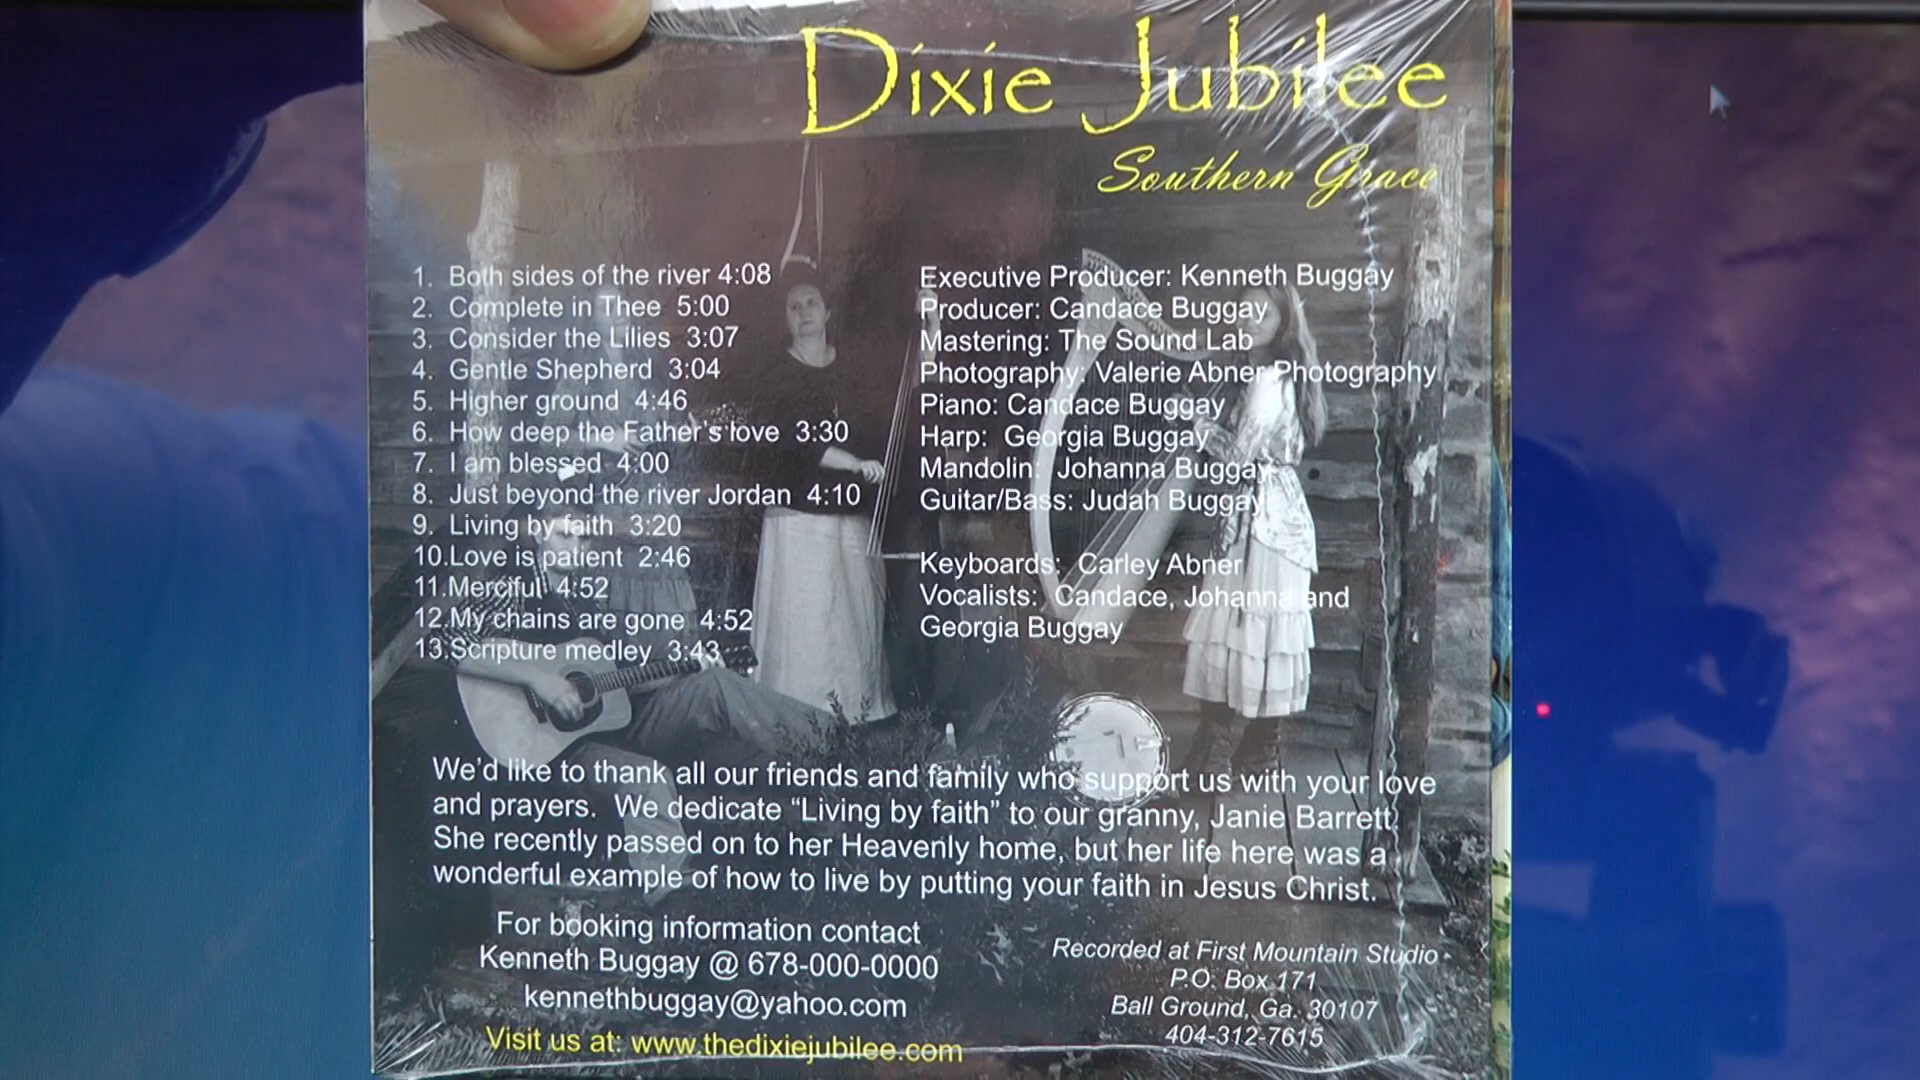 Dixie Jubilee
Southern Grace
1. Both sides of the river 4:08
2. Complete in Thee 5:00
3. Consider the Lilies 3:07
4. Gentle Shepherd 3:04
5. Higher ground 4:46
6. How deep the Father's love 3:30
7. I am blessed 4:00
8. Just beyond the river Jordan 4:10
9. Living by faith 3:20
10.Love is patient 2:46
11.Merciful 4:52
12.My chains are gone 4:52
13.Scripture medley 3:43
Executive Producer: Kenneth Buggay
Producer: Candace Buggay
Mastering: The Sound Lab
Photography: Valerie Abner Photography
Piano: Candace Buggay
Harp: Georgia Buggay
Mandolin: Johanna Buggay
Guitar/Bass: Judah Buggay
Keyboards: Carley Abner
Vocalists: Candace, Johanna and
Georgia Buggay
We'd like to thank all our friends and family who support us with your love
and prayers. We dedicate “Living by faith” to our granny, Janie Barrett.
She recently passed on to her Heavenly home, but her life here was a
wonderful example of how to live by putting your faith in Jesus Christ.
For booking information contact
Kenneth Buggay @ 678-000-0000
kennethbuggay@yahoo.com
Visit us at: www.thedixiejubilee.com
Recorded at First Mountain Studio
P.O. Box 171
Ball Ground, Ga. 30107
404-312-7615